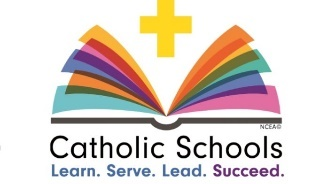 NCEA©
Catholic Schools
Learn. Serve. Lead. Succeed.